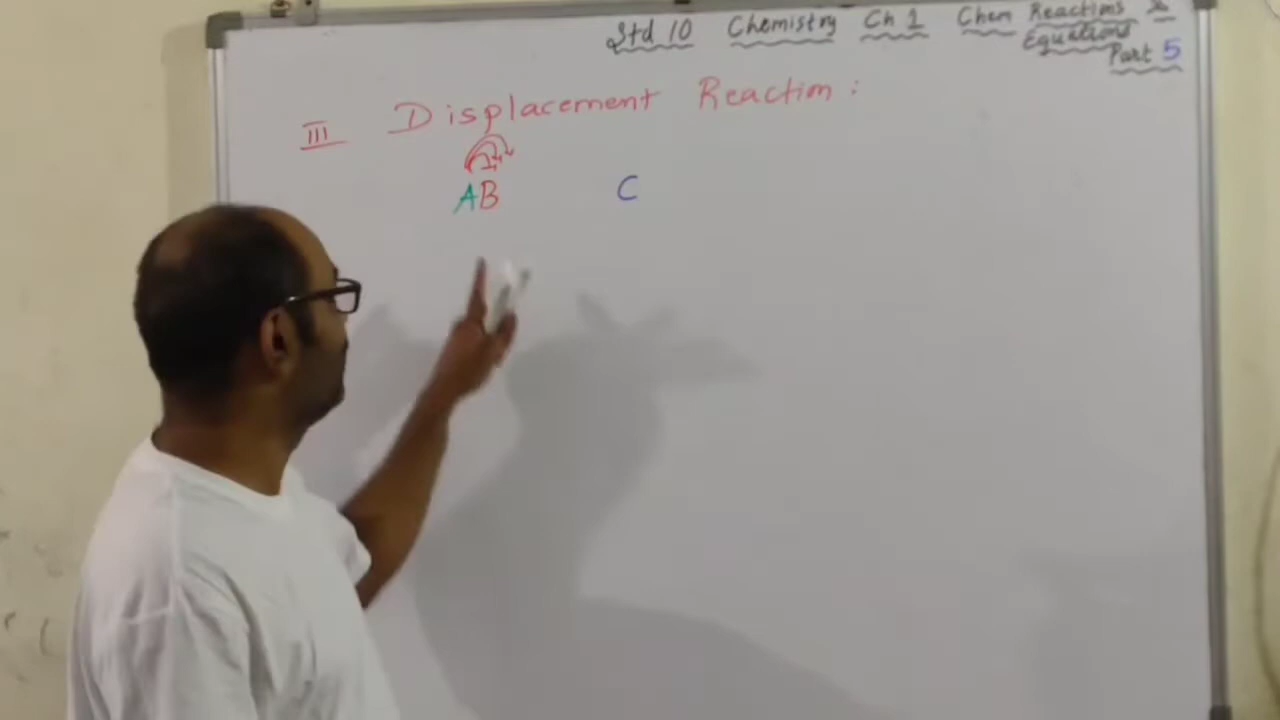 Std 10 Chemistry Ch 1 Chem Reactions &
Equations
Part 5
III Displacement Reaction :
AB C